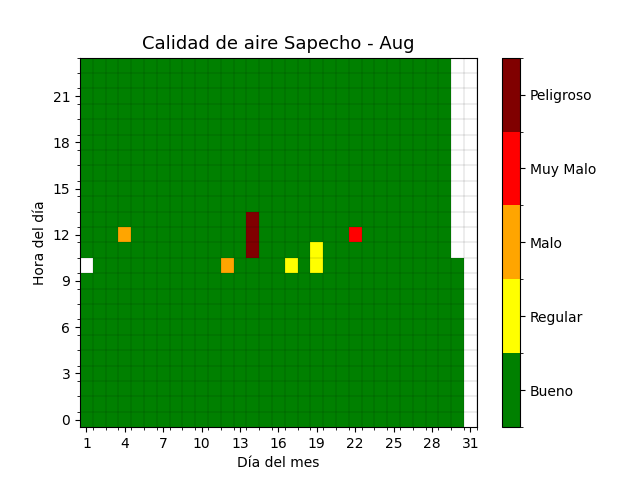 Calidad de aire Sapecho - Aug
Hora del día
21
18
15
12
9
6
3
0
1 4 7 10 13 16 19 22 25 28 31
Día del mes
Peligroso
Muy Malo
Malo
Regular
Bueno